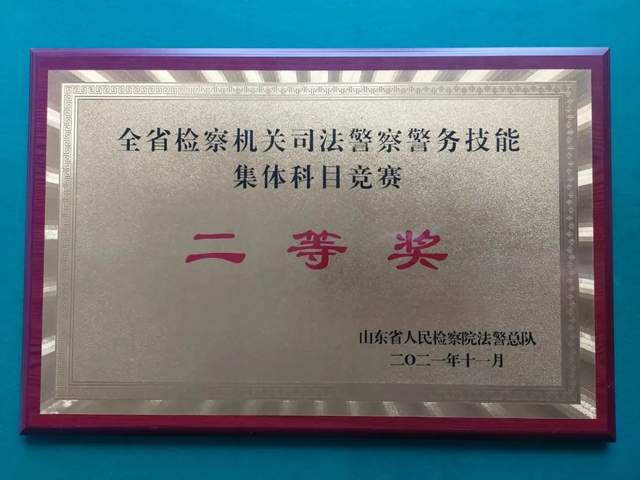 全省检察机关司法警察警务技能
集体科目竞赛
二等奖
山东省人民检察院法警总队
二〇二一年十一月